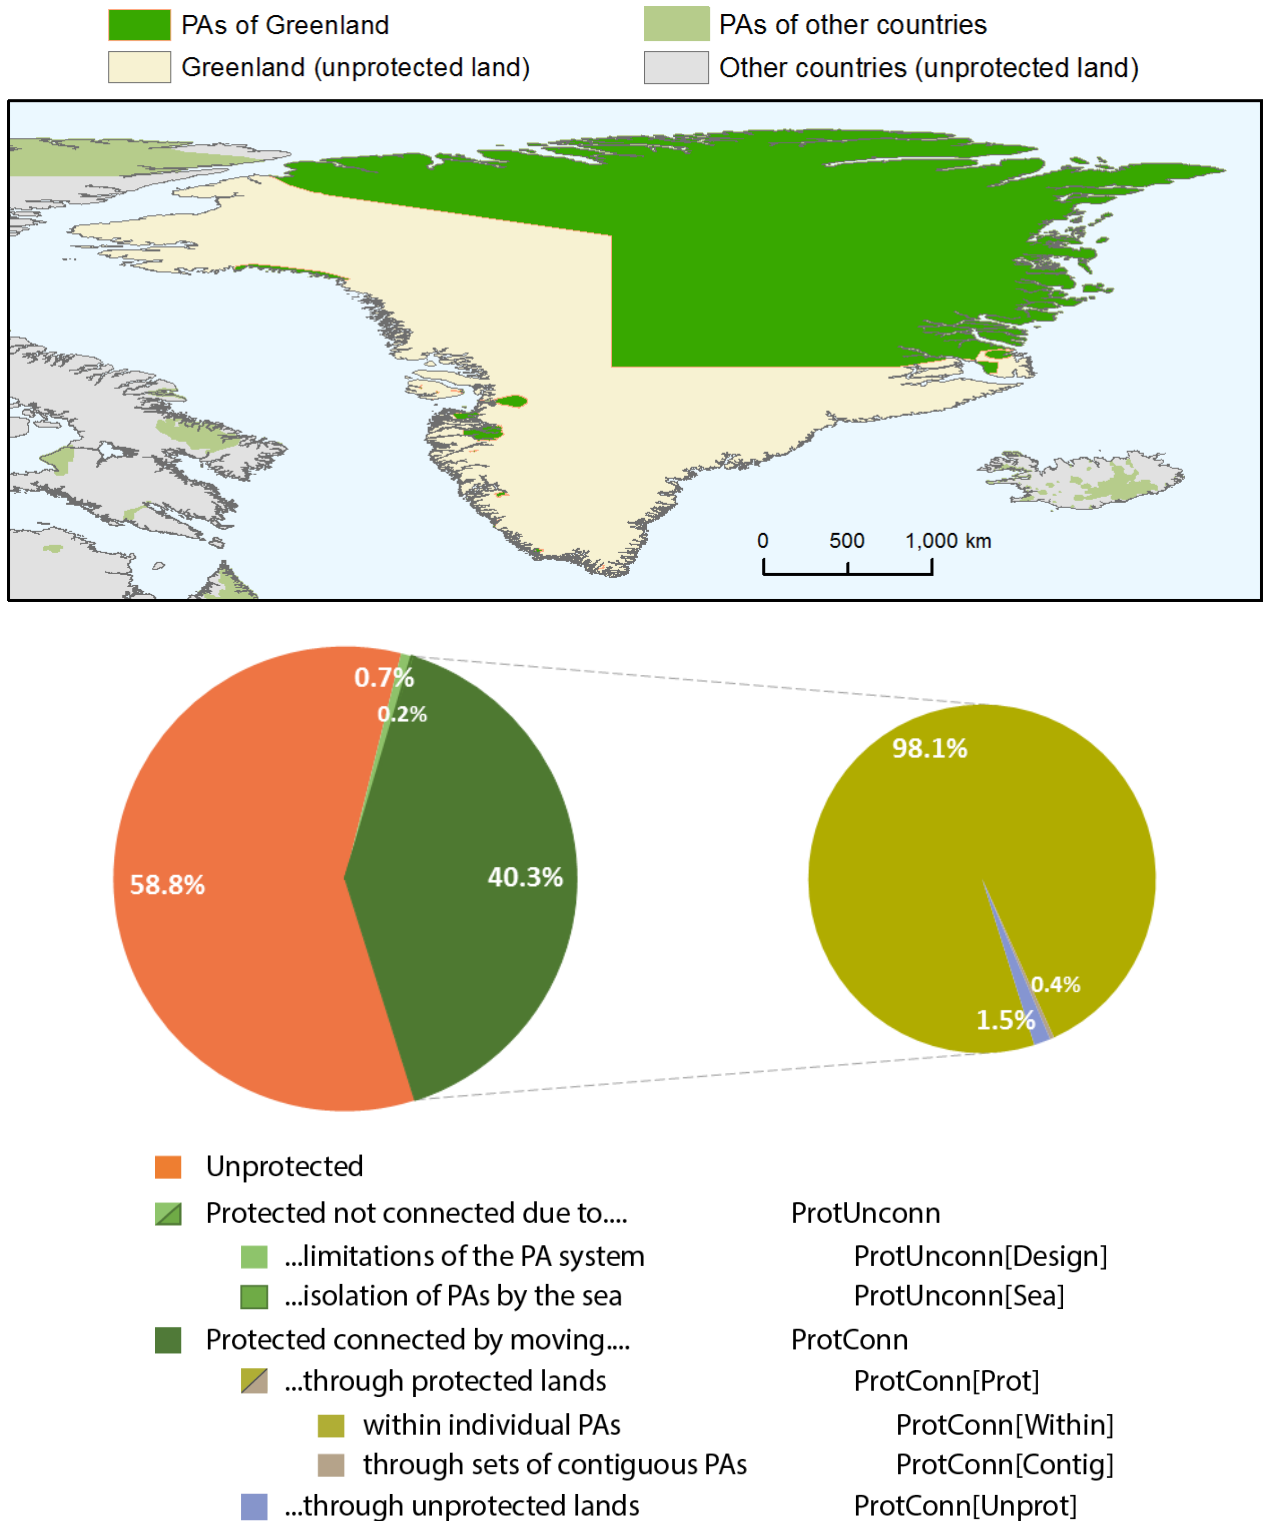 PAs of Greenland
PAs of other countries
Greenland (unprotected land)
Other countries (unprotected land)
0 500 1,000 km
0.7%
0.2%
58.8%
40.3%
98.1%
0.4%
1.5%
Unprotected
Protected not connected due to.... ProtUnconn
...limitations of the PA system ProtUnconn[Design]
...isolation of PAs by the sea ProtUnconn[Sea]
Protected connected by moving.... ProtConn
...through protected lands ProtConn[Prot]
within individual PAs ProtConn[Within]
through sets of contiguous PAs ProtConn[Contig]
...through unprotected lands ProtConn[Unprot]